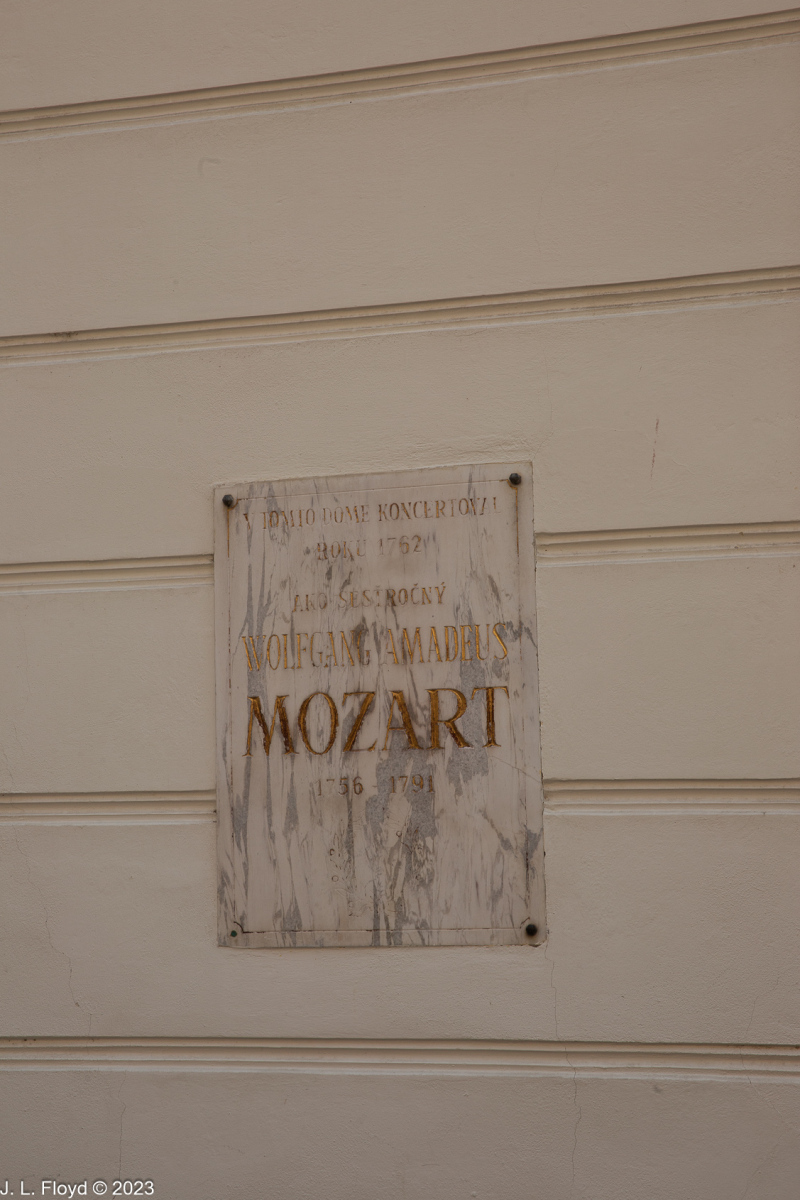 V TOMTO DOME KONCERTOVAL
ROKU 1762
AKO ŠESŤROČNÝ
WOLFGANG AMADEUS
MOZART
1756 - 1791
J. L. Floyd © 2023